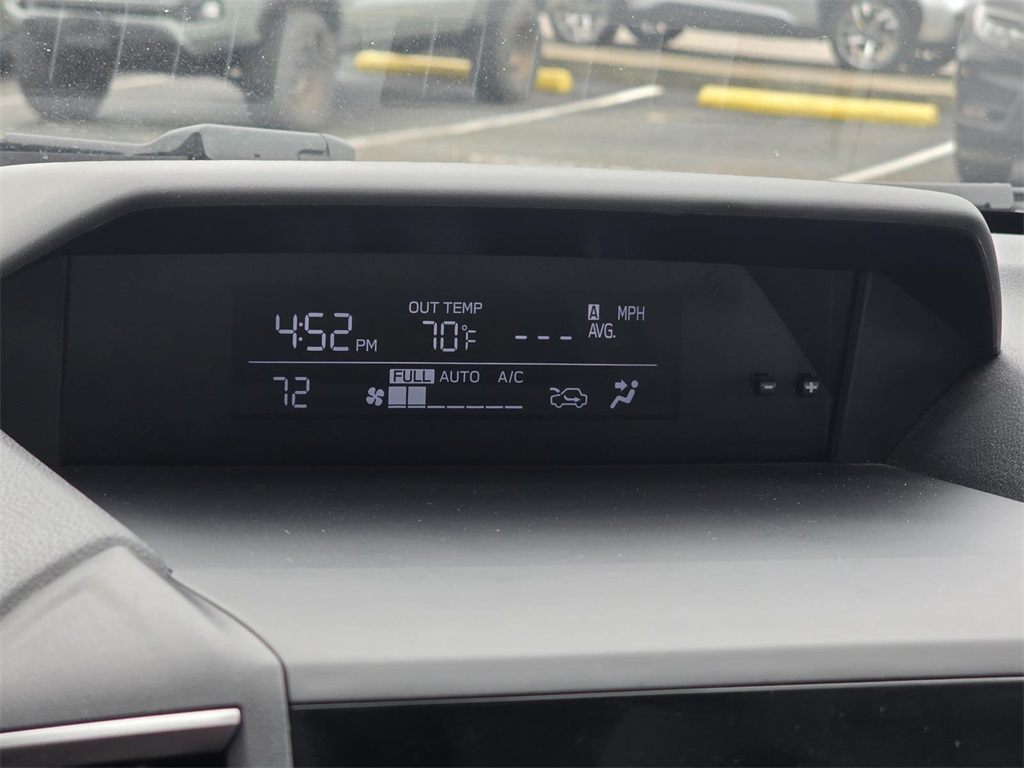 OUT TEMP
4:52 PM 70°F --- A MPH
AVG.
FULL AUTO A/C
72
- +